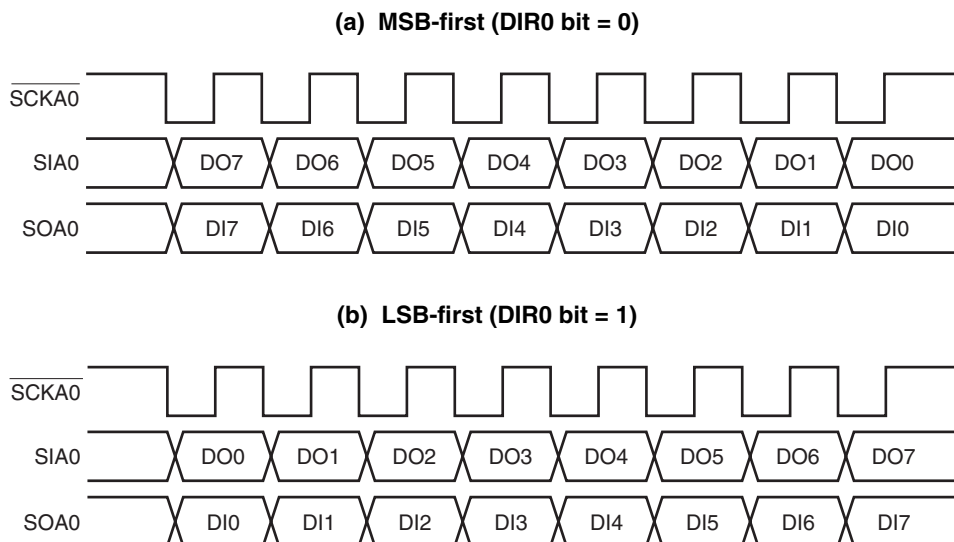 (a) MSB-first (DIR0 bit = 0)
SCKA0
SIA0 DO7 DO6 DO5 DO4 DO3 DO2 DO1 DO0
SOA0 DI7 DI6 DI5 DI4 DI3 DI2 DI1 DI0
(b) LSB-first (DIR0 bit = 1)
SCKA0
SIA0 DO0 DO1 DO2 DO3 DO4 DO5 DO6 DO7
SOA0 DI0 DI1 DI2 DI3 DI4 DI5 DI6 DI7